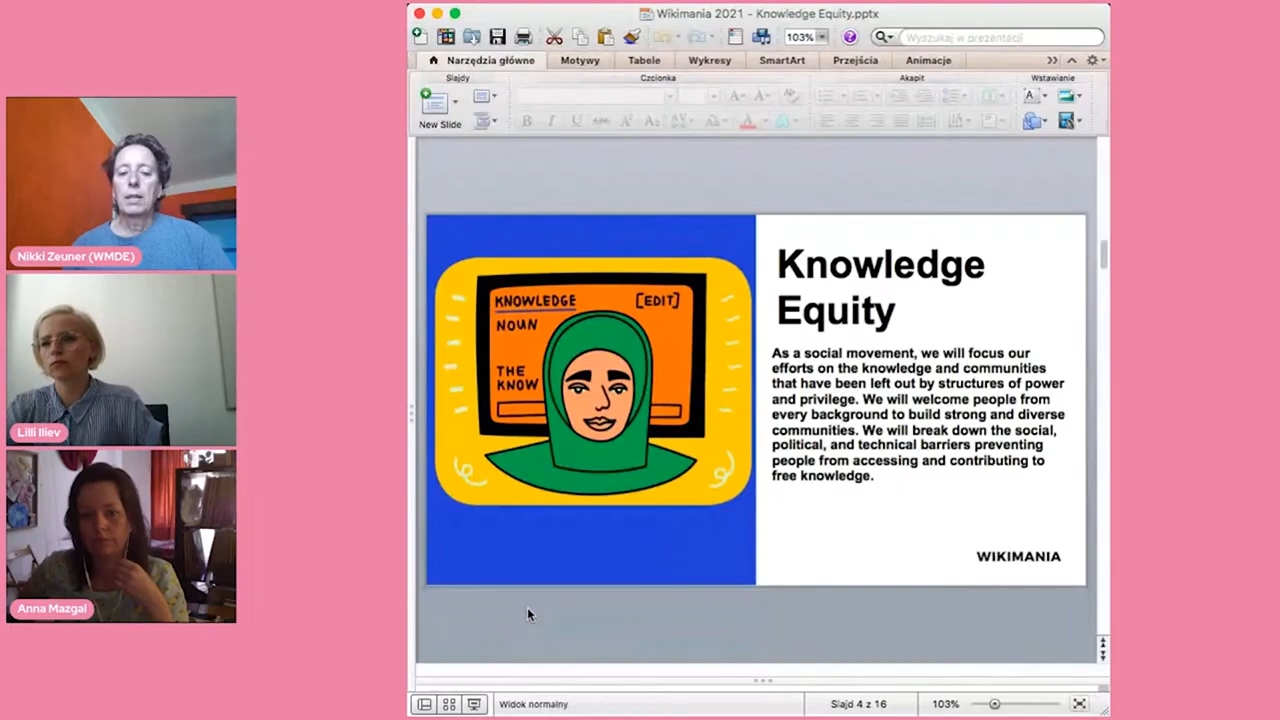 Wikimania 2021 - Knowledge Equity.pptx
103%
Wyszukaj w prezentacji
Narzędzia główne
Motywy
Tabele
Wykresy
SmartArt
Przejścia
Animacje
Slajdy
Czcionka
Akapit
Wstawianie
New Slide
Nikki Zeuner (WMDE)
Lilli Iliev
Anna Mazgal
KNOWLEDGE [EDIT]
NOUN
THE
KNOW
Knowledge
Equity
As a social movement, we will focus our
efforts on the knowledge and communities
that have been left out by structures of power
and privilege. We will welcome people from
every background to build strong and diverse
communities. We will break down the social,
political, and technical barriers preventing
people from accessing and contributing to
free knowledge.
WIKIMANIA
Widok normalny
Slajd 4 z 16
103%